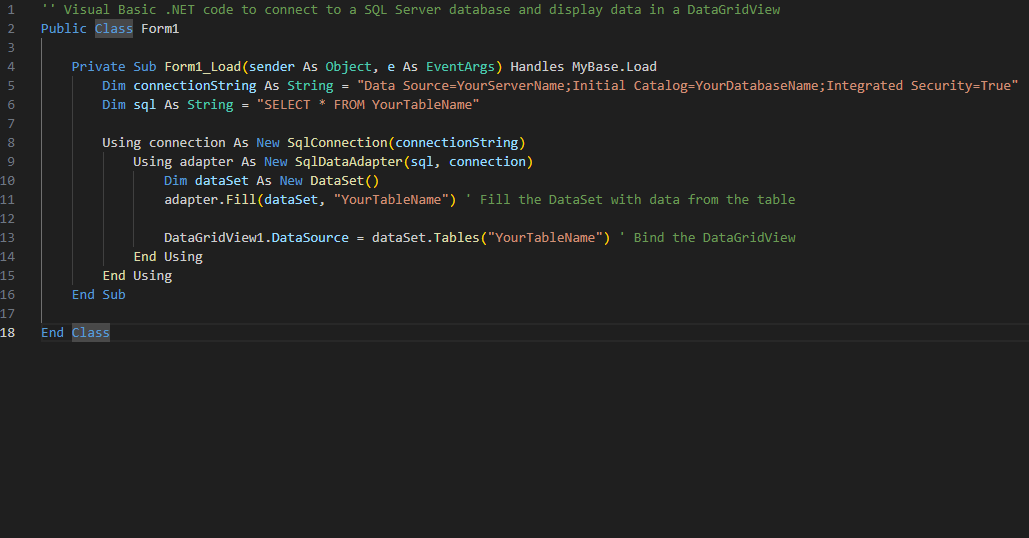 1 '' Visual Basic .NET code to connect to a SQL Server database and display data in a DataGridView
2 Public Class Form1
3
4     Private Sub Form1_Load(sender As Object, e As EventArgs) Handles MyBase.Load
5         Dim connectionString As String = "Data Source=YourServerName;Initial Catalog=YourDatabaseName;Integrated Security=True"
6         Dim sql As String = "SELECT * FROM YourTableName"
7
8         Using connection As New SqlConnection(connectionString)
9             Using adapter As New SqlDataAdapter(sql, connection)
10                 Dim dataSet As New DataSet()
11                 adapter.Fill(dataSet, "YourTableName") ' Fill the DataSet with data from the table
12
13                 DataGridView1.DataSource = dataSet.Tables("YourTableName") ' Bind the DataGridView
14             End Using
15         End Using
16     End Sub
17
18 End Class